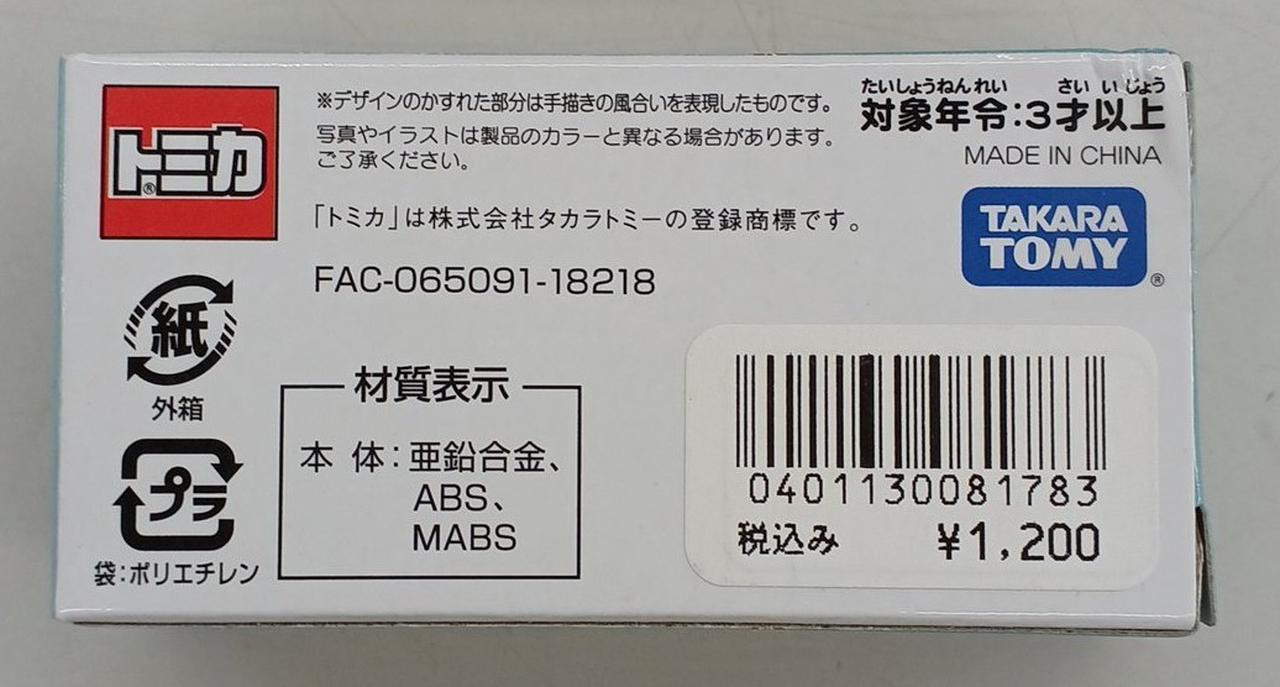 トミカ®
※デザインのかすれた部分は手描きの風合いを表現したものです。
写真やイラストは製品のカラーと異なる場合があります。
ご了承ください。
「トミカ」は株式会社タカラトミーの登録商標です。
FAC-065091-18218
たいしょうねんれい さい いじょう
対象年令:3才以上
MADE IN CHINA
TAKARA
TOMY®
紙
外箱
プラ
袋:ポリエチレン
材質表示
本 体:亜鉛合金、
ABS、
MABS
0401130081783
税込み ¥1,200